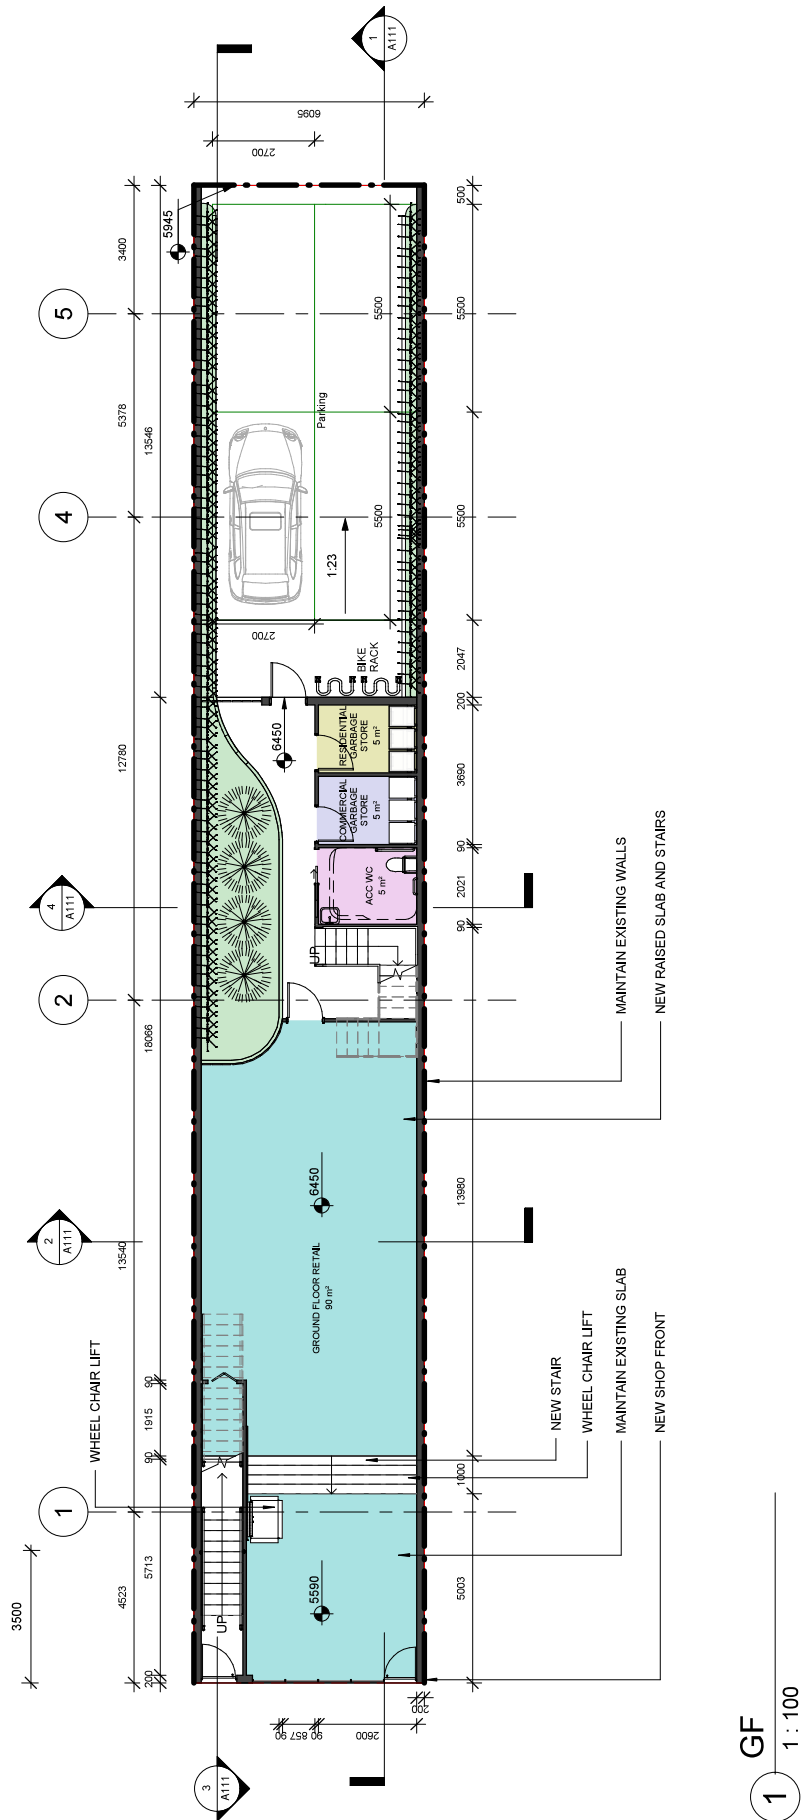 1
A111
6095
2700
5945
3400
500
5
5500
5500
5378
13546
Parking
4
5500
5500
1:23
2700
BIKE
RACK
2047
200
6450
RESIDENTIAL
GARBAGE
STORE
5 m²
12780
3690
COMMERCIAL
GARBAGE
STORE
5 m²
90
4
A111
ACC WC
5 m²
2021
90
UP
2
18066
MAINTAIN EXISTING WALLS
NEW RAISED SLAB AND STAIRS
6450
13980
2
A111
13540
GROUND FLOOR RETAIL
90 m²
WHEEL CHAIR LIFT
90
1915
90
NEW STAIR
WHEEL CHAIR LIFT
MAINTAIN EXISTING SLAB
NEW SHOP FRONT
1000
1
3500
4523
5713
5590
5003
UP
200
200
90
857
90
2600
3
A111
GF
1
1 : 100